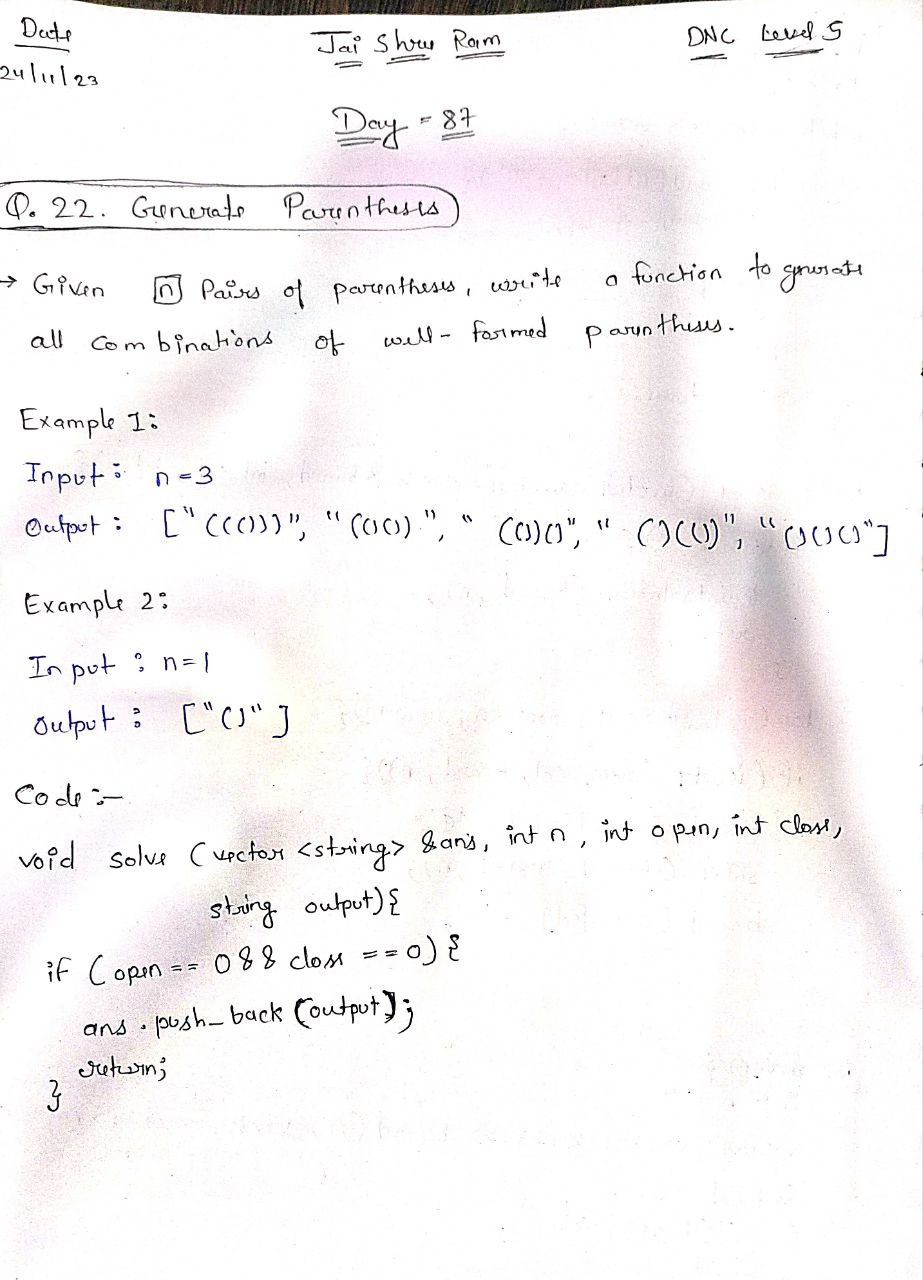 Date
24/11/23
Jai Shree Ram
DNC Level 5
Day = 87
Q. 22. Generate Parenthesis
→ Given [n] Pairs of parentheses, write a function to generate
all combinations of well-formed parentheses.
Example 1:
Input: n=3
Output: ["((()))", "(()())", "(())()", "()(())", "()()()"]
Example 2:
Input: n=1
Output: ["()"]
Code :-
void solve (vector <string> &ans, int n, int open, int close,
string output){
if (open == 0 && close == 0) {
ans.push_back(output);
return;
}